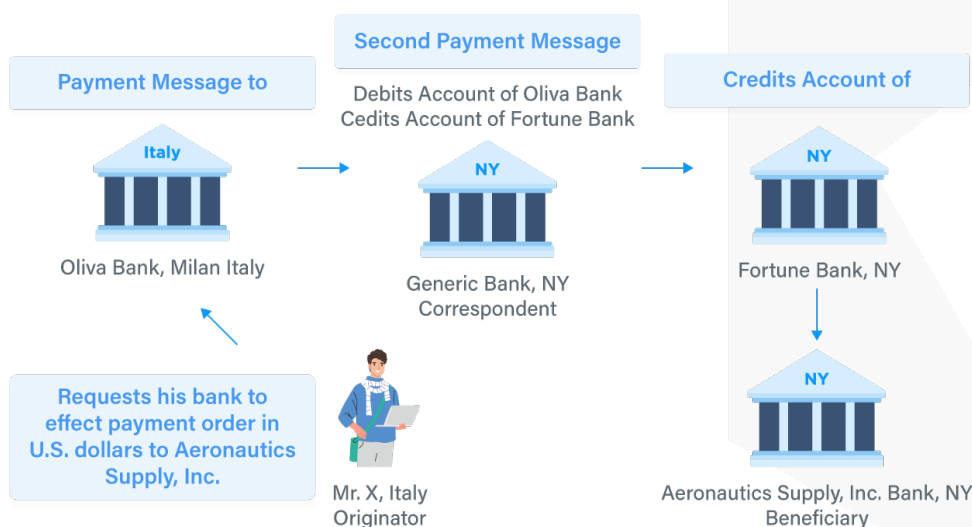 Payment Message to
Italy
Oliva Bank, Milan Italy
Second Payment Message
Debits Account of Oliva Bank
Cedits Account of Fortune Bank
NY
Generic Bank, NY
Correspondent
Credits Account of
NY
Fortune Bank, NY
Requests his bank to
effect payment order in
U.S. dollars to Aeronautics
Supply, Inc.
Mr. X, Italy
Originator
NY
Aeronautics Supply, Inc. Bank, NY
Beneficiary